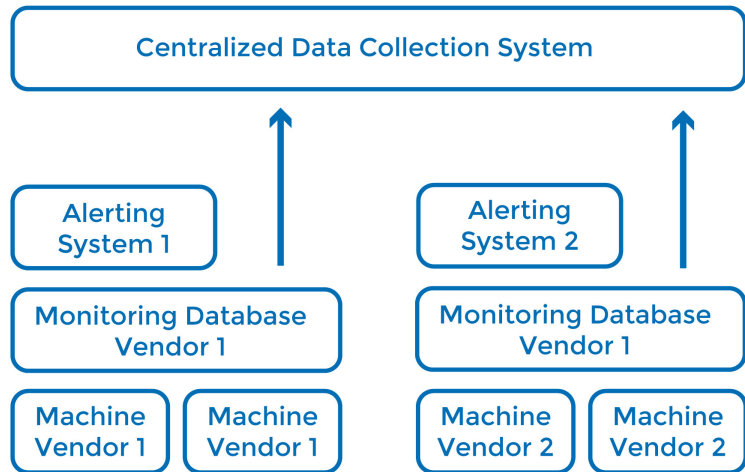 Centralized Data Collection System
Alerting
System 1
Alerting
System 2
Monitoring Database
Vendor 1
Monitoring Database
Vendor 1
Machine
Vendor 1
Machine
Vendor 1
Machine
Vendor 2
Machine
Vendor 2